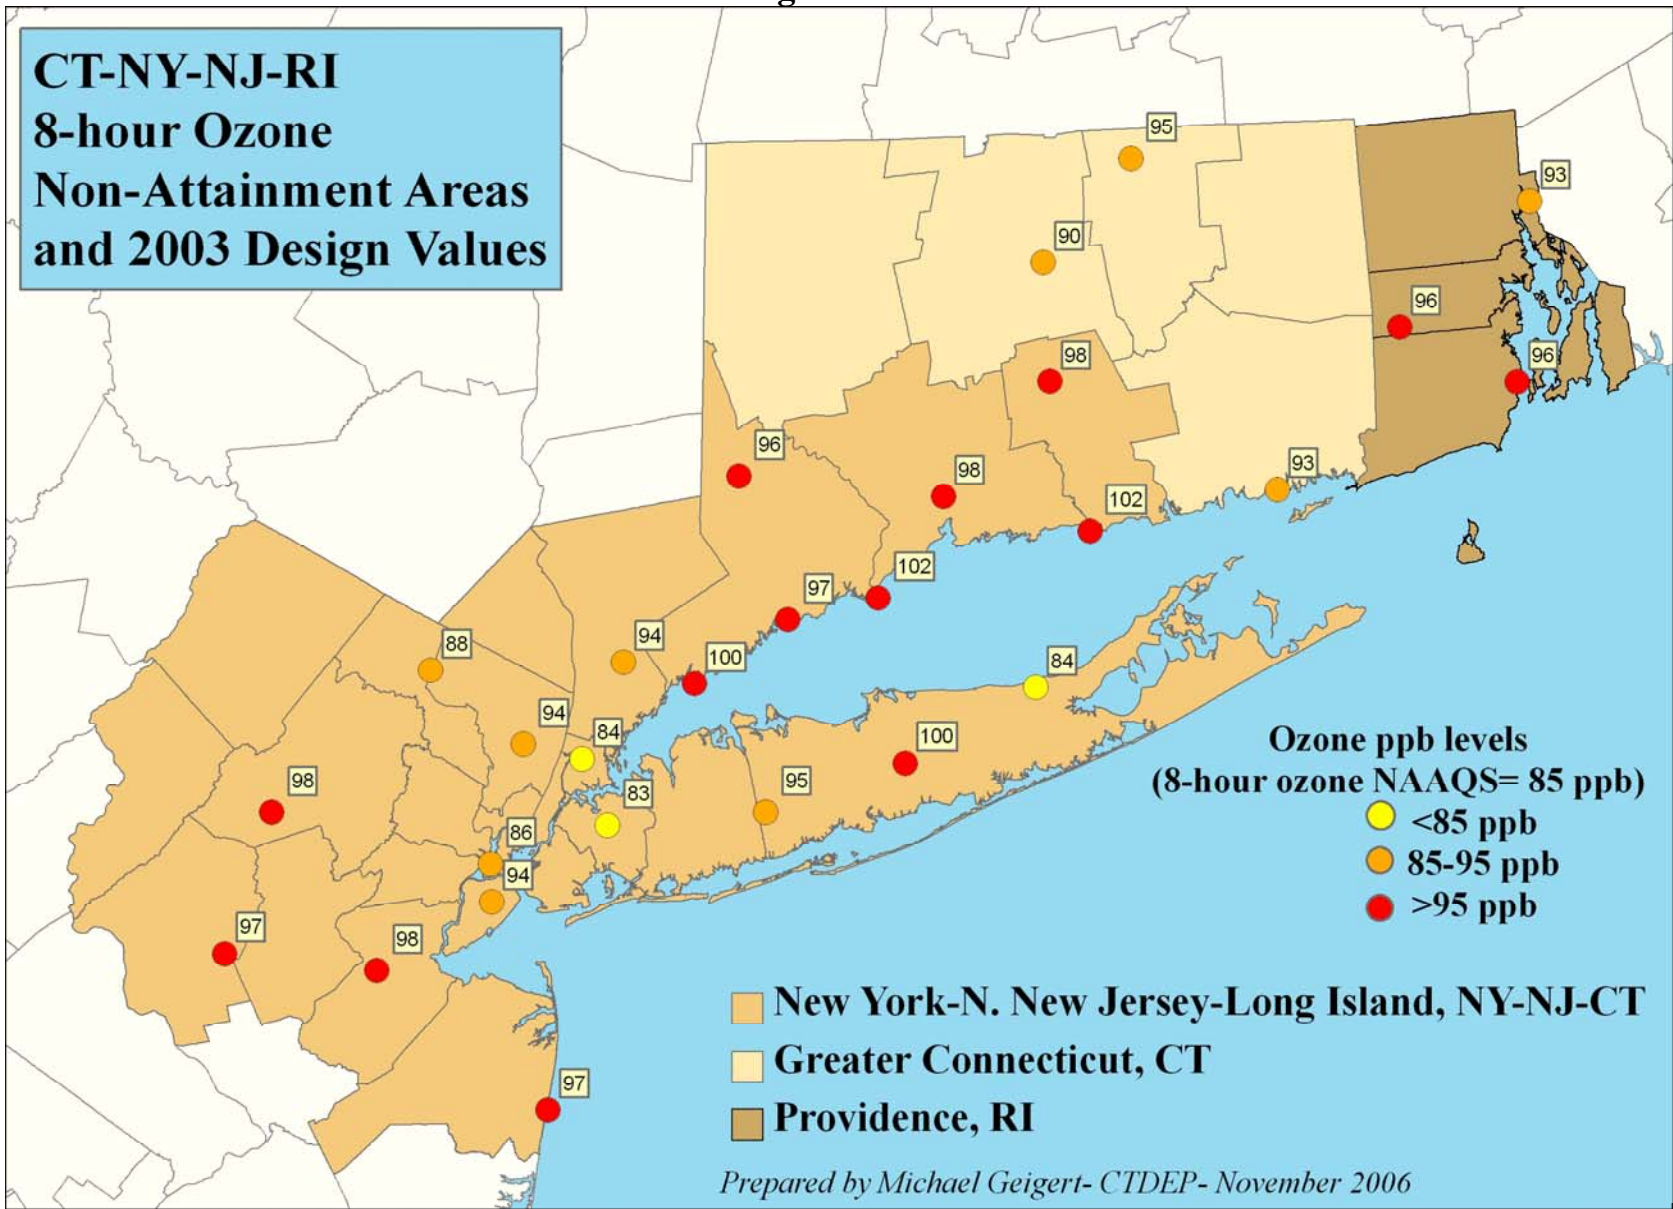 g
CT-NY-NJ-RI
8-hour Ozone
Non-Attainment Areas
and 2003 Design Values
95
93
90
96
98
96
96
98
93
102
102
97
94
88
100
84
94
84
100
98
95
83
86
94
97
98
97
Ozone ppb levels
(8-hour ozone NAAQS= 85 ppb)
<85 ppb
85-95 ppb
>95 ppb
New York-N. New Jersey-Long Island, NY-NJ-CT
Greater Connecticut, CT
Providence, RI
Prepared by Michael Geigert- CTDEP- November 2006